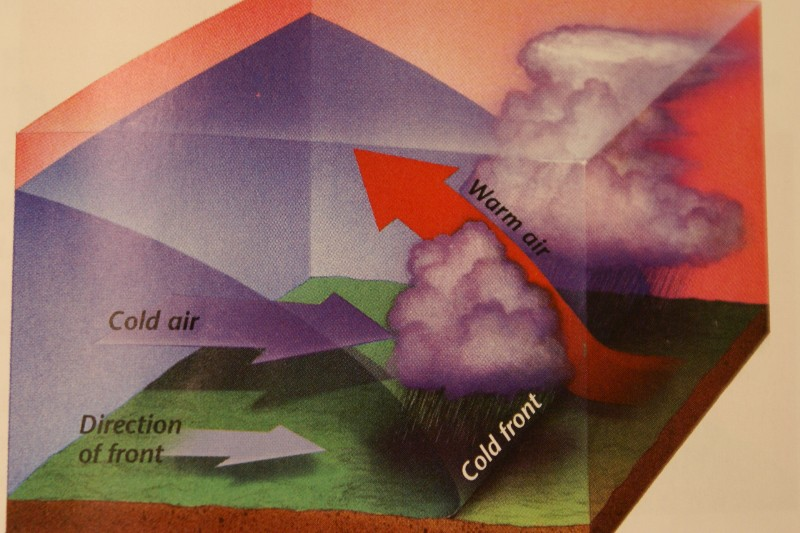 Warm air
Cold air
Direction
of front
Cold front